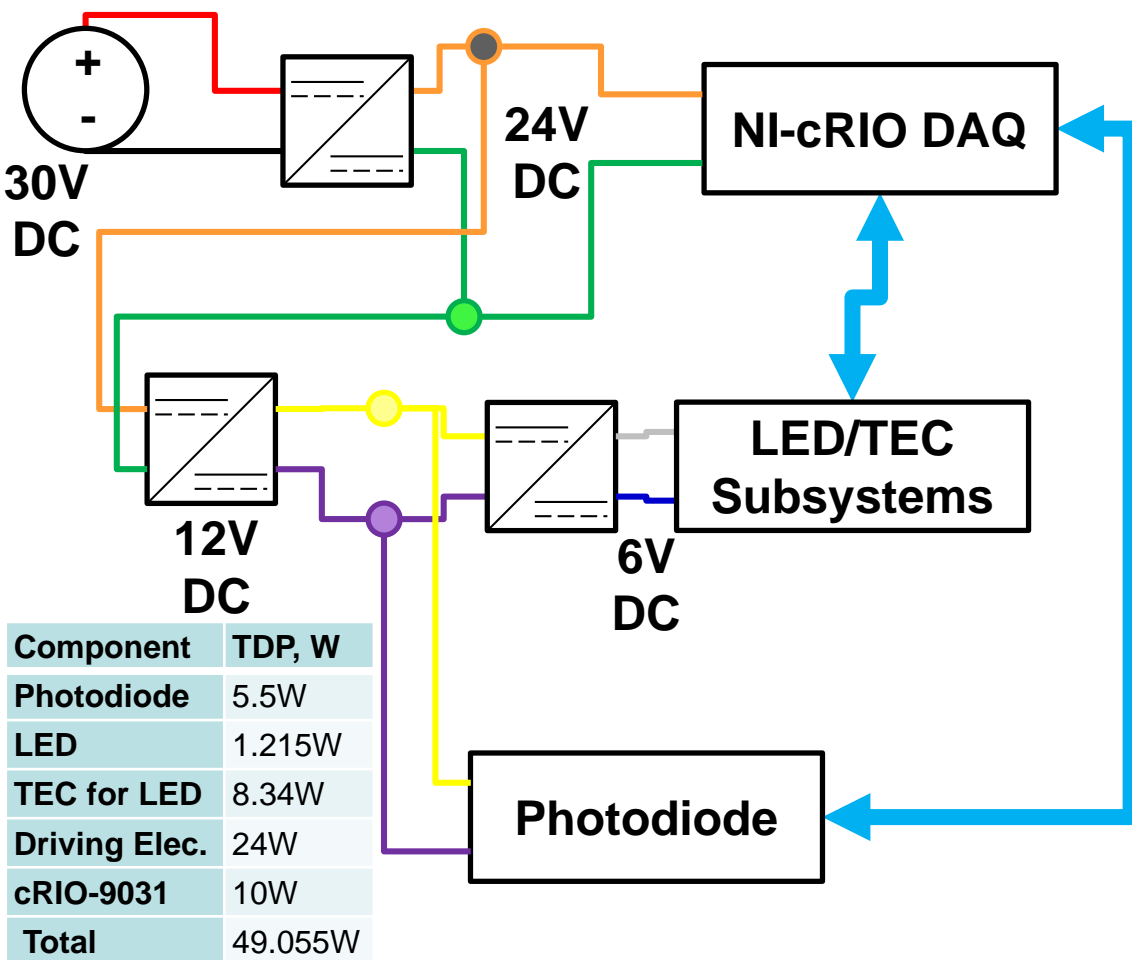 +
-
30V
DC
24V
DC
NI-cRIO DAQ
12V
DC
6V
DC
LED/TEC
Subsystems
Photodiode
Component TDP, W
Photodiode 5.5W
LED 1.215W
TEC for LED 8.34W
Driving Elec. 24W
cRIO-9031 10W
Total 49.055W